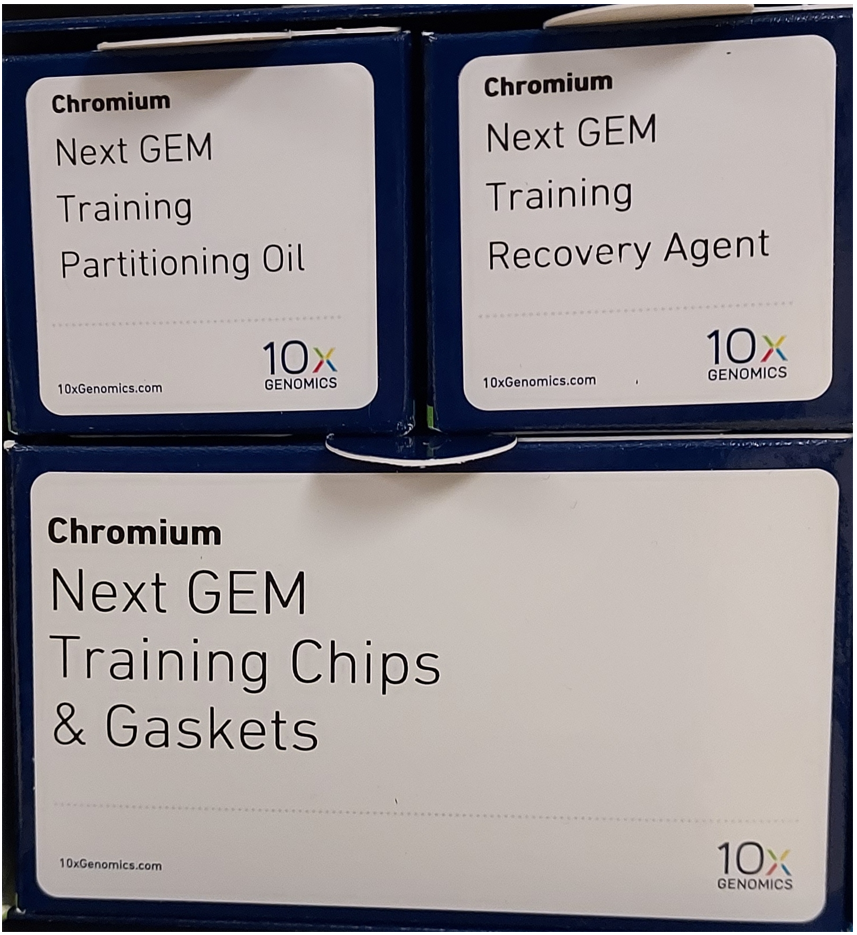 Chromium
Next GEM
Training
Partitioning Oil
10xGenomics.com
10x
GENOMICS
Chromium
Next GEM
Training
Recovery Agent
10xGenomics.com
10x
GENOMICS
Chromium
Next GEM
Training Chips
& Gaskets
10xGenomics.com
10x
GENOMICS